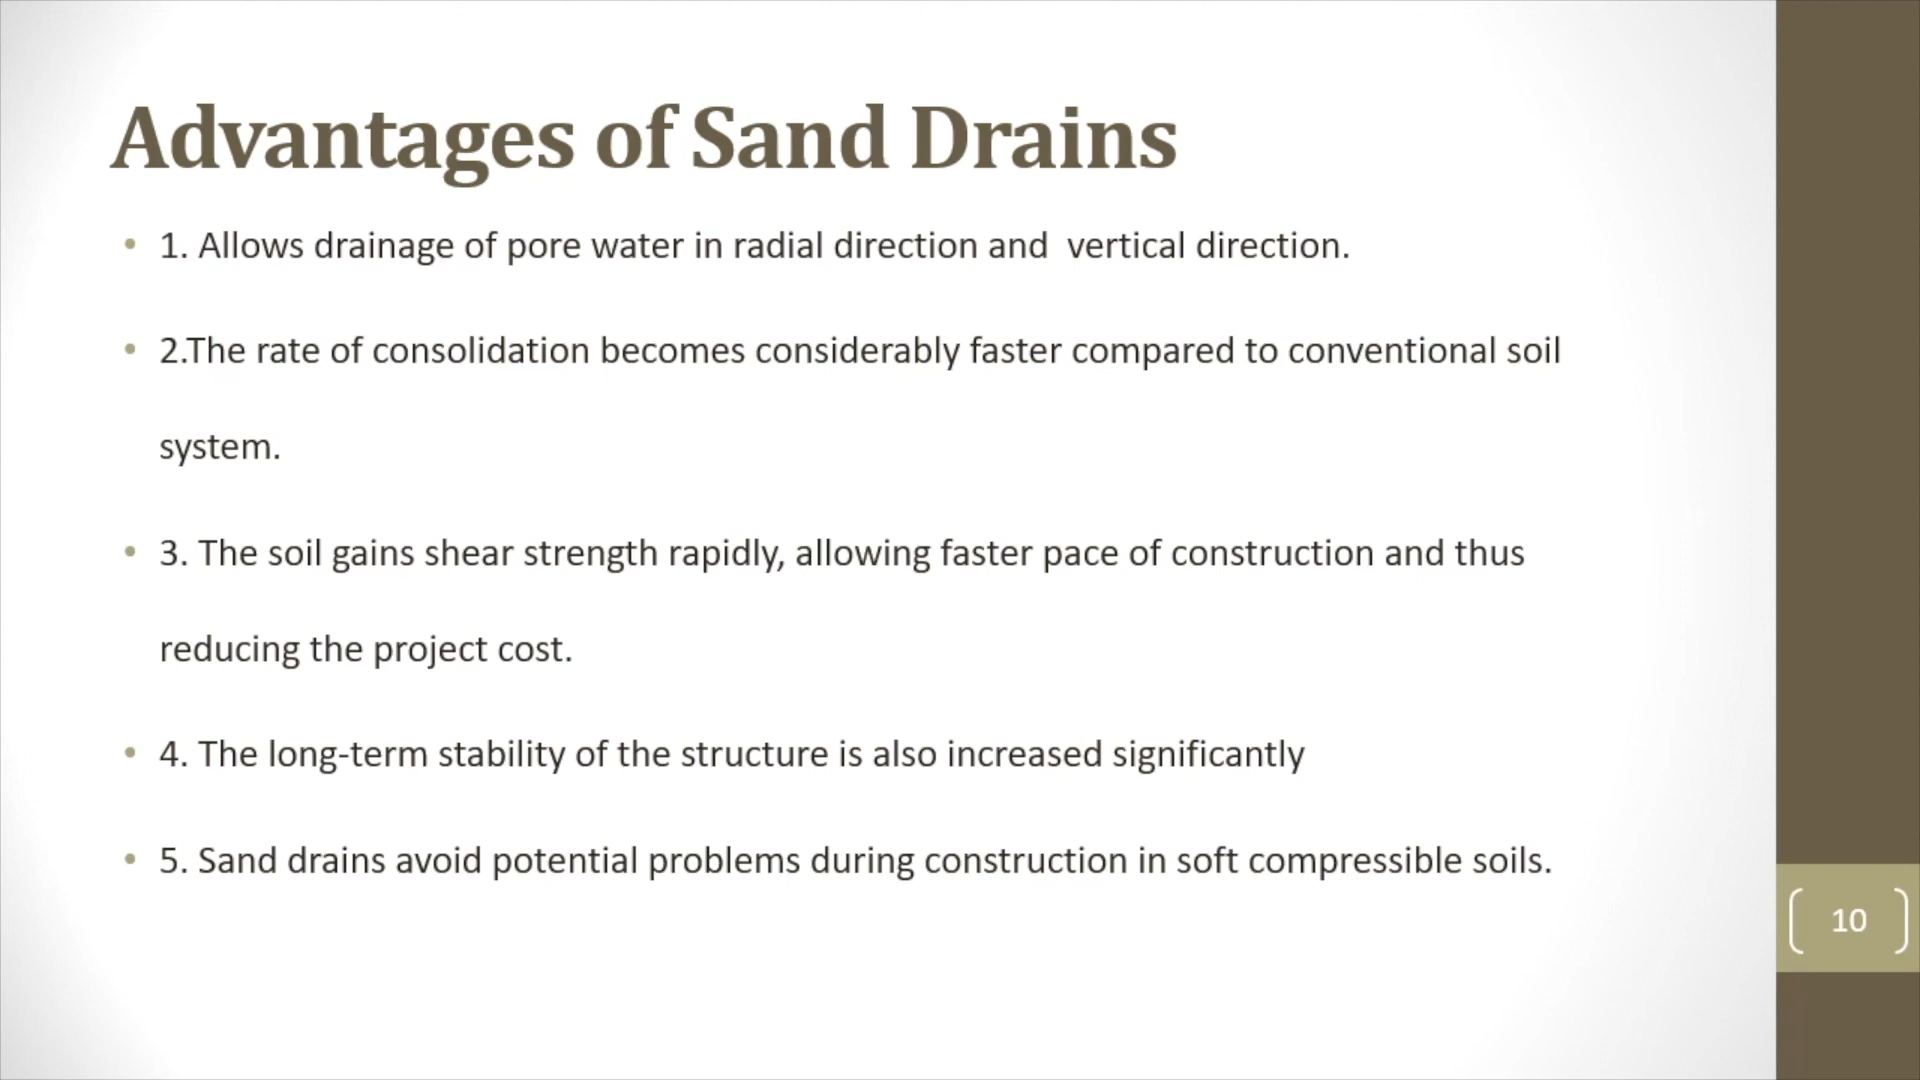 Advantages of Sand Drains
• 1. Allows drainage of pore water in radial direction and  vertical direction.
• 2.The rate of consolidation becomes considerably faster compared to conventional soil
system.
• 3. The soil gains shear strength rapidly, allowing faster pace of construction and thus
reducing the project cost.
• 4. The long-term stability of the structure is also increased significantly
• 5. Sand drains avoid potential problems during construction in soft compressible soils.
10